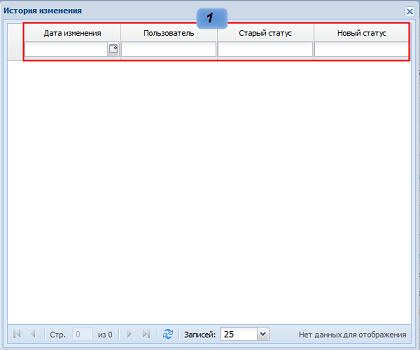 История изменения
1
Дата изменения Пользователь Старый статус Новый статус
Стр. 0 из 0 Записей: 25 Нет данных для отображения